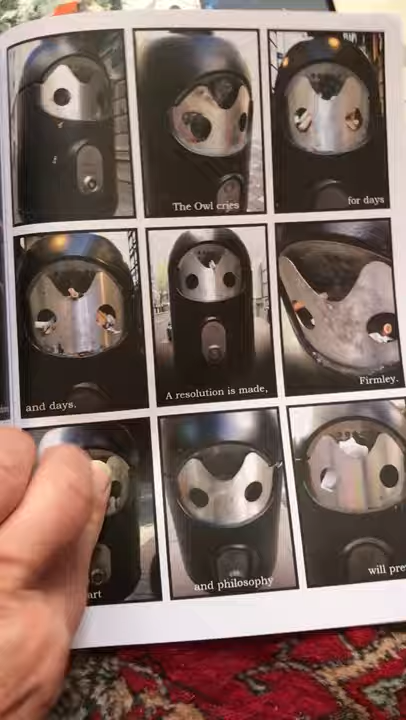 The Owl cries
for days
and days.
A resolution is made,
Firmley.
art
and philosophy
will pre